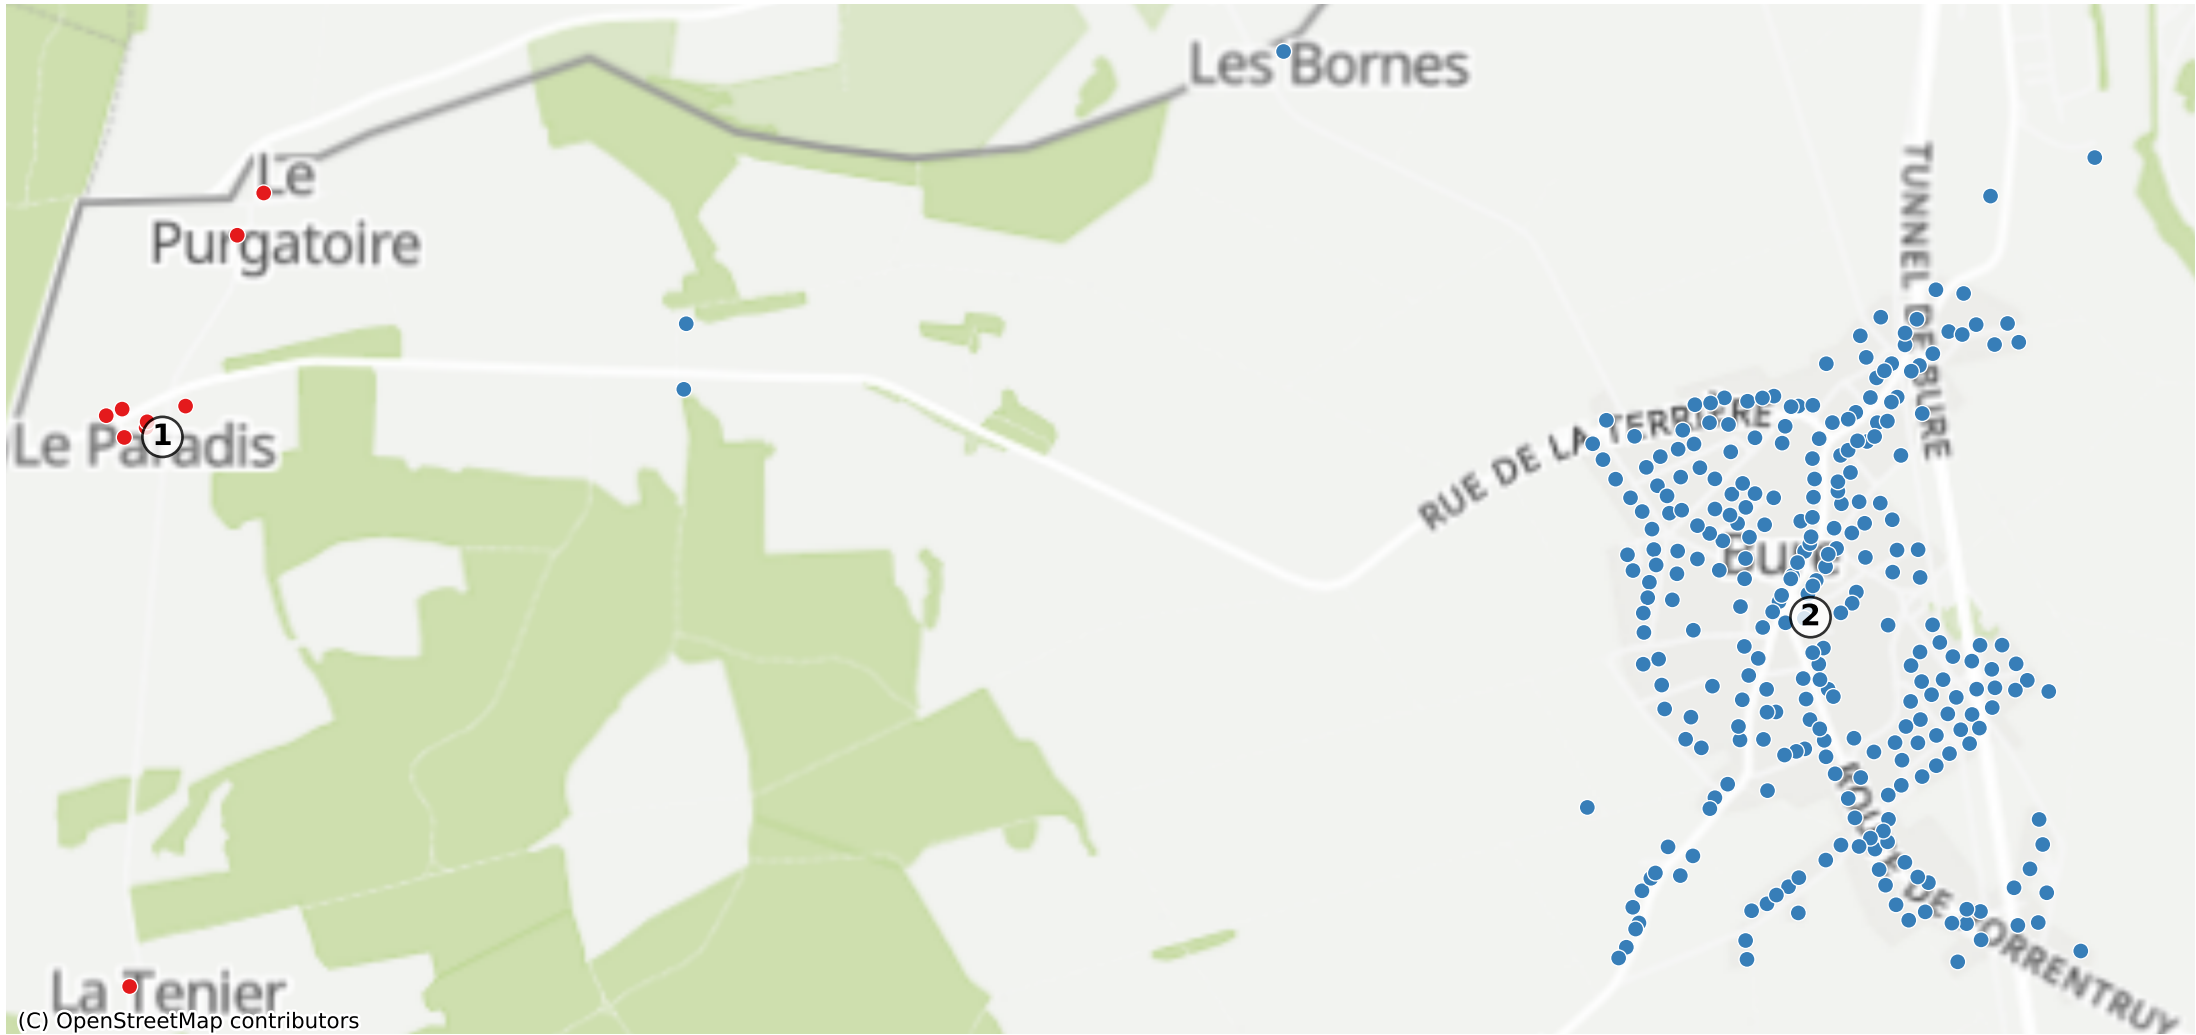 Les Bornes
Le
Purgatoire
TUNNEL DE BURE
RUE DE LA TERRIÈRE
1
Le Paradis
Bure
2
ROUTE DE PORRENTRUY
La Tenier
(C) OpenStreetMap contributors